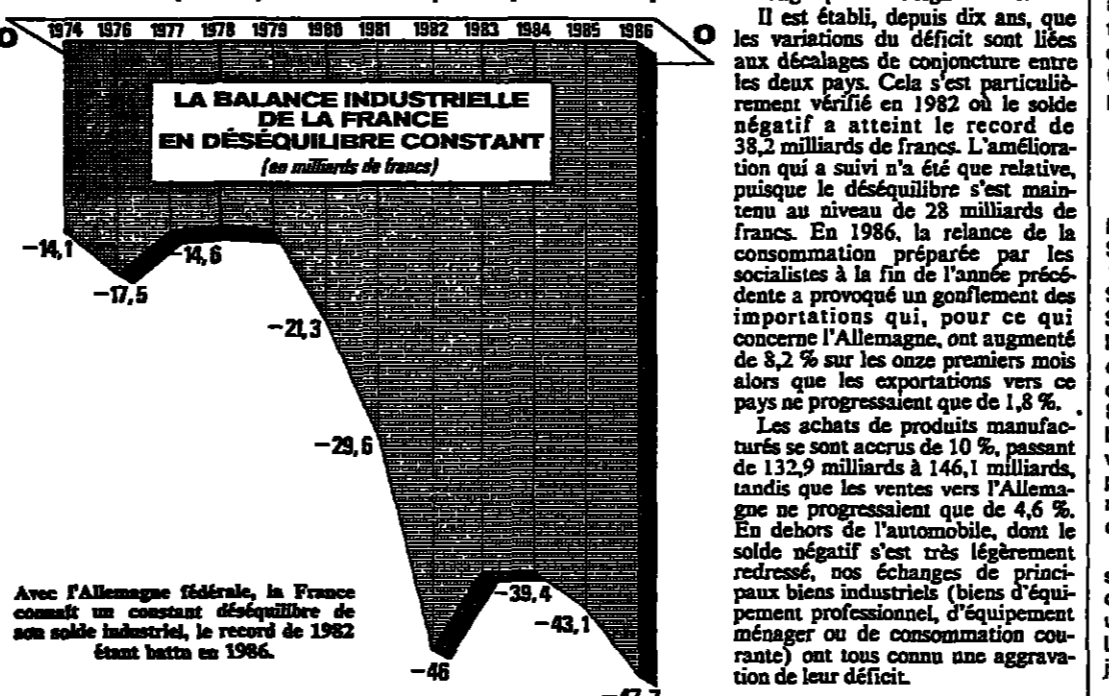 O 1974 1976 1977 1978 1979 1980 1981 1982 1983 1984 1985 1986 O
LA BALANCE INDUSTRIELLE
DE LA FRANCE
EN DÉSÉQUILIBRE CONSTANT
(en milliards de francs)
-14,1
-17,5
-14,6
-21,3
-29,6
-46
-39,4
-43,1
-47,7
Avec l'Allemagne fédérale, la France
connaît un constant déséquilibre de
son solde industriel, le record de 1982
étant battu en 1986.
Il est établi, depuis dix ans, que
les variations du déficit sont liées
aux décalages de conjoncture entre
les deux pays. Cela s'est particuliè-
rement vérifié en 1982 où le solde
négatif a atteint le record de
38,2 milliards de francs. L'améliora-
tion qui a suivi n'a été que relative,
puisque le déséquilibre s'est main-
tenu au niveau de 28 milliards de
francs. En 1986, la relance de la
consommation préparée par les
socialistes à la fin de l'année précé-
dente a provoqué un gonflement des
importations qui, pour ce qui
concerne l'Allemagne, ont augmenté
de 8,2 % sur les onze premiers mois
alors que les exportations vers ce
pays ne progressaient que de 1,8 %.
Les achats de produits manufac-
turés se sont accrus de 10 %, passant
de 132,9 milliards à 146,1 milliards,
tandis que les ventes vers l'Allema-
gne ne progressaient que de 4,6 %.
En dehors de l'automobile, dont le
solde négatif s'est très légèrement
redressé, nos échanges de princi-
paux biens industriels (biens d'équi-
pement professionnel, d'équipement
ménager ou de consommation cou-
rante) ont tous connu une aggrava-
tion de leur déficit.